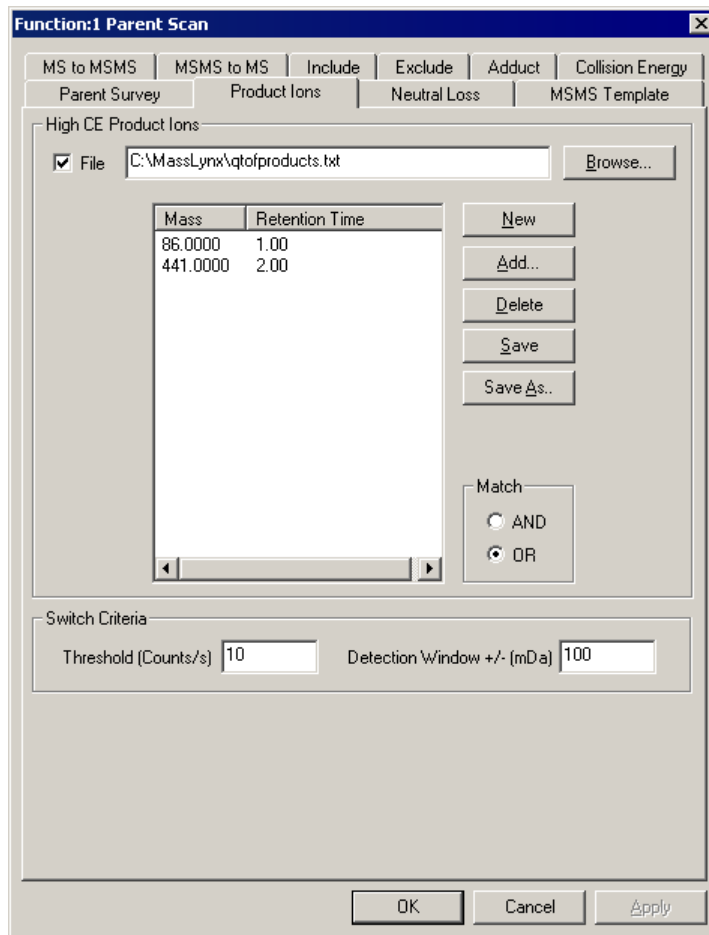 Function:1 Parent Scan
MS to MSMS MSMS to MS Include Exclude Adduct Collision Energy
Parent Survey Product Ions Neutral Loss MSMS Template
High CE Product Ions
File C:\MassLynx\qtofproducts.txt Browse...
Mass Retention Time
86.0000 1.00
441.0000 2.00
New
Add...
Delete
Save
Save As..
Match
AND
OR
Switch Criteria
Threshold (Counts/s) 10 Detection Window +/- (mDa) 100
OK Cancel Apply